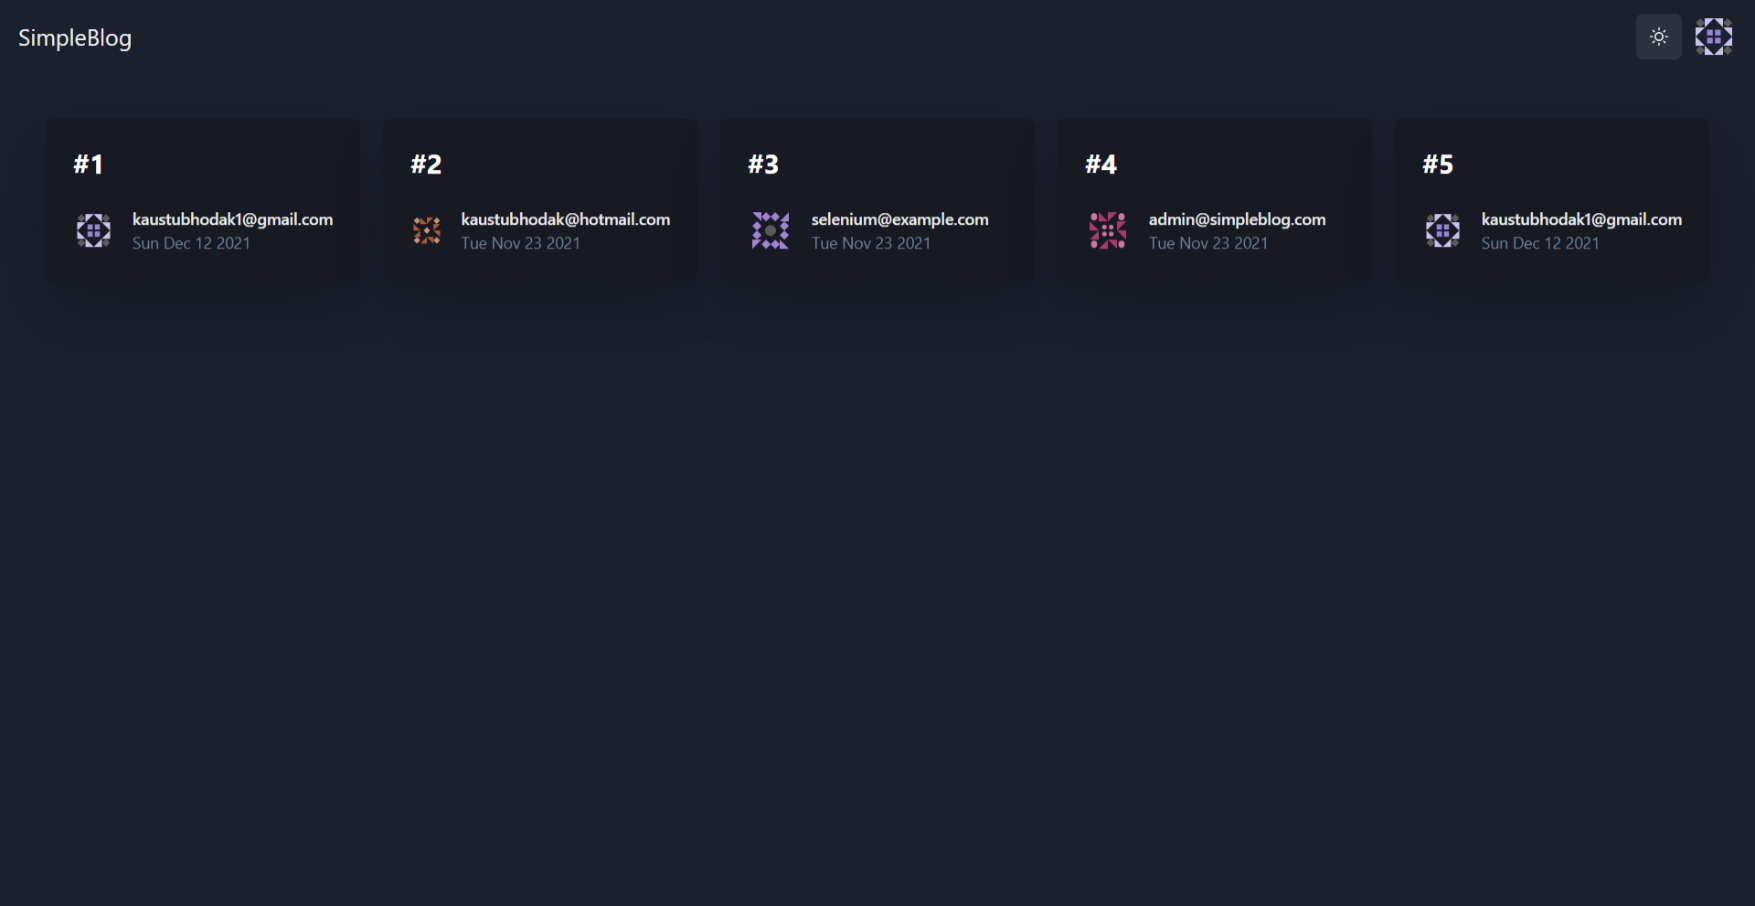 SimpleBlog
#1
kaustubhodak1@gmail.com
Sun Dec 12 2021
#2
kaustubhodak@hotmail.com
Tue Nov 23 2021
#3
selenium@example.com
Tue Nov 23 2021
#4
admin@simpleblog.com
Tue Nov 23 2021
#5
kaustubhodak1@gmail.com
Sun Dec 12 2021